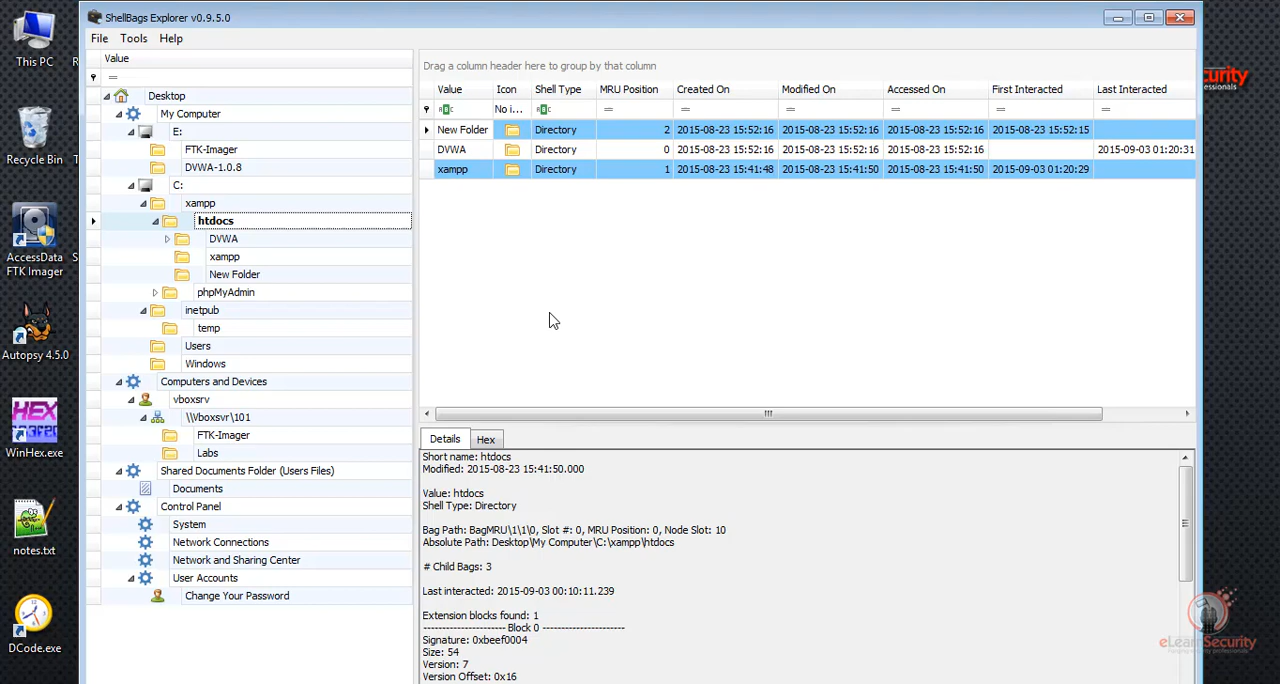 ShellBags Explorer v0.9.5.0
File Tools Help
Value
=
Desktop
My Computer
E:
FTK-Imager
DVWA-1.0.8
C:
xampp
htdocs
DVWA
xampp
New Folder
phpMyAdmin
inetpub
temp
Users
Windows
Computers and Devices
vboxsrv
\\vboxsvr\101
FTK-Imager
Labs
Shared Documents Folder (Users Files)
Documents
Control Panel
System
Network Connections
Network and Sharing Center
User Accounts
Change Your Password
Drag a column header here to group by that column
Value Icon Shell Type MRU Position Created On Modified On Accessed On First Interacted Last Interacted
No i... = = = = = =
New Folder Directory 2 2015-08-23 15:52:16 2015-08-23 15:52:16 2015-08-23 15:52:16 2015-08-23 15:52:15
DVWA Directory 0 2015-08-23 15:52:16 2015-08-23 15:52:16 2015-08-23 15:52:16 2015-09-03 01:20:31
xampp Directory 1 2015-08-23 15:41:48 2015-08-23 15:41:50 2015-08-23 15:41:50 2015-09-03 01:20:29
Details Hex
Short name: htdocs
Modified: 2015-08-23 15:41:50.000
Value: htdocs
Shell Type: Directory
Bag Path: BagMRU\1\1\0, Slot #: 0, MRU Position: 0, Node Slot: 10
Absolute Path: Desktop\My Computer\C:\xampp\htdocs
# Child Bags: 3
Last interacted: 2015-09-03 00:10:11.239
Extension blocks found: 1
---------------------- Block 0 ----------------------
Signature: 0xbeef0004
Size: 54
Version: 7
Version Offset: 0x16
This PC
Recycle Bin
AccessData
FTK Imager
Autopsy 4.5.0
HEX
WinHex.exe
notes.txt
DCode.exe
curity
eLearnSecurity